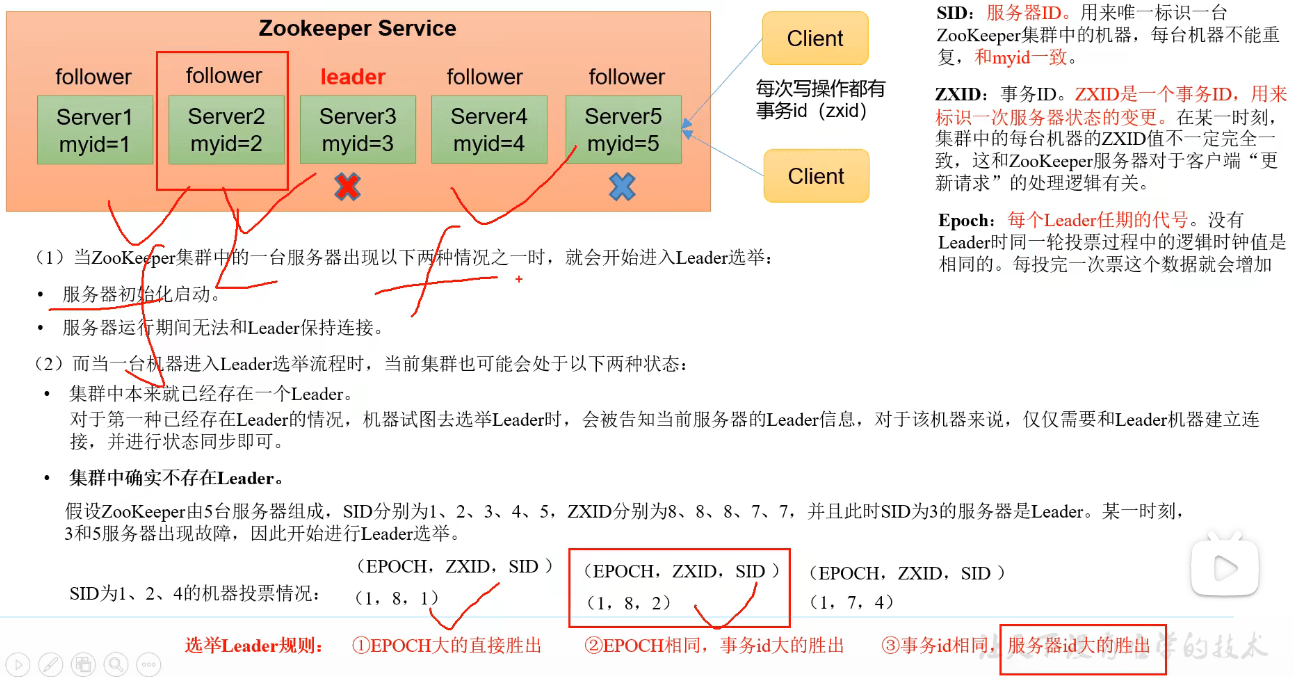 Zookeeper Service
follower
follower
leader
follower
follower
Server1
myid=1
Server2
myid=2
Server3
myid=3
Server4
myid=4
Server5
myid=5
Client
每次写操作都有
事务id（zxid）
Client
SID：服务器ID。用来唯一标识一台
ZooKeeper集群中的机器，每台机器不能重
复，和myid一致。
ZXID：事务ID。ZXID是一个事务ID，用来
标识一次服务器状态的变更。在某一时刻，
集群中的每台机器的ZXID值不一定完全一
致，这和ZooKeeper服务器对于客户端“更
新请求”的处理逻辑有关。
Epoch：每个Leader任期的代号。没有
Leader时同一轮投票过程中的逻辑时钟值是
相同的。每投完一次票这个数据就会增加
（1）当ZooKeeper集群中的一台服务器出现以下两种情况之一时，就会开始进入Leader选举：
• 服务器初始化启动。
• 服务器运行期间无法和Leader保持连接。
（2）而当一台机器进入Leader选举流程时，当前集群也可能会处于以下两种状态：
• 集群中本来就已经存在一个Leader。
对于第一种已经存在Leader的情况，机器试图去选举Leader时，会被告知当前服务器的Leader信息，对于该机器来说，仅仅需要和Leader机器建立连
接，并进行状态同步即可。
• 集群中确实不存在Leader。
假设ZooKeeper由5台服务器组成，SID分别为1、2、3、4、5，ZXID分别为8、8、8、7、7，并且此时SID为3的服务器是Leader。某一时刻，
3和5服务器出现故障，因此开始进行Leader选举。
SID为1、2、4的机器投票情况：
（EPOCH，ZXID，SID ）
（1，8，1）
（EPOCH，ZXID，SID ）
（1，8，2）
（EPOCH，ZXID，SID ）
（1，7，4）
选举Leader规则： ①EPOCH大的直接胜出 ②EPOCH相同，事务id大的胜出 ③事务id相同，服务器id大的胜出